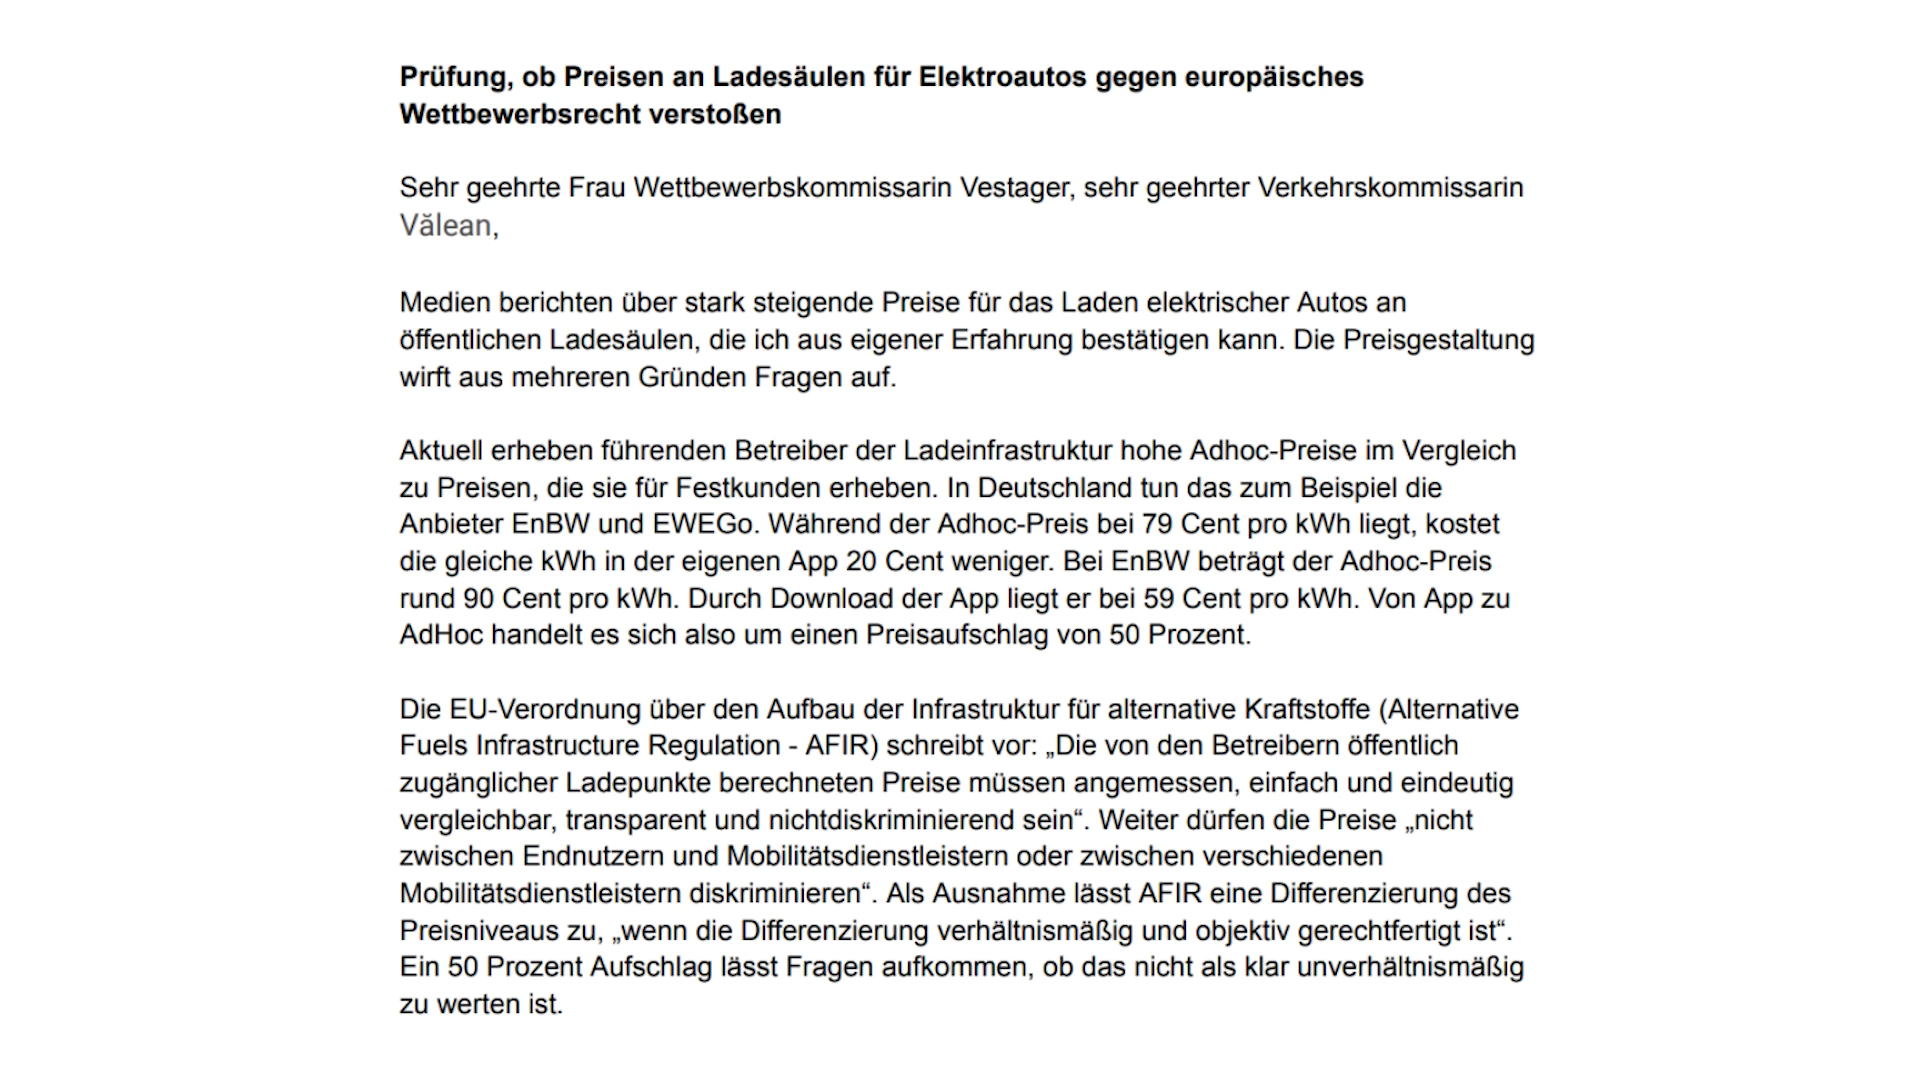 Prüfung, ob Preisen an Ladesäulen für Elektroautos gegen europäisches
Wettbewerbsrecht verstoßen
Sehr geehrte Frau Wettbewerbskommissarin Vestager, sehr geehrter Verkehrskommissarin
Vălean,
Medien berichten über stark steigende Preise für das Laden elektrischer Autos an
öffentlichen Ladesäulen, die ich aus eigener Erfahrung bestätigen kann. Die Preisgestaltung
wirft aus mehreren Gründen Fragen auf.
Aktuell erheben führenden Betreiber der Ladeinfrastruktur hohe Adhoc-Preise im Vergleich
zu Preisen, die sie für Festkunden erheben. In Deutschland tun das zum Beispiel die
Anbieter EnBW und EWEGo. Während der Adhoc-Preis bei 79 Cent pro kWh liegt, kostet
die gleiche kWh in der eigenen App 20 Cent weniger. Bei EnBW beträgt der Adhoc-Preis
rund 90 Cent pro kWh. Durch Download der App liegt er bei 59 Cent pro kWh. Von App zu
AdHoc handelt es sich also um einen Preisaufschlag von 50 Prozent.
Die EU-Verordnung über den Aufbau der Infrastruktur für alternative Kraftstoffe (Alternative
Fuels Infrastructure Regulation - AFIR) schreibt vor: „Die von den Betreibern öffentlich
zugänglicher Ladepunkte berechneten Preise müssen angemessen, einfach und eindeutig
vergleichbar, transparent und nichtdiskriminierend sein“. Weiter dürfen die Preise „nicht
zwischen Endnutzern und Mobilitätsdienstleistern oder zwischen verschiedenen
Mobilitätsdienstleistern diskriminieren“. Als Ausnahme lässt AFIR eine Differenzierung des
Preisniveaus zu, „wenn die Differenzierung verhältnismäßig und objektiv gerechtfertigt ist“.
Ein 50 Prozent Aufschlag lässt Fragen aufkommen, ob das nicht als klar unverhältnismäßig
zu werten ist.